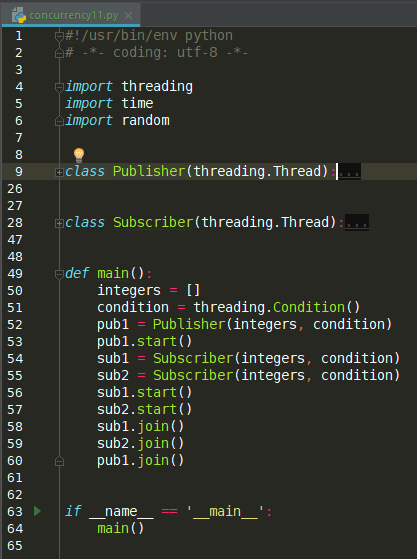 concurrency11.py
1 #!/usr/bin/env python
2 # -*- coding: utf-8 -*-
3
4 import threading
5 import time
6 import random
7
8
9 class Publisher(threading.Thread):...
26
27
28 class Subscriber(threading.Thread):...
47
48
49 def main():
50     integers = []
51     condition = threading.Condition()
52     pub1 = Publisher(integers, condition)
53     pub1.start()
54     sub1 = Subscriber(integers, condition)
55     sub2 = Subscriber(integers, condition)
56     sub1.start()
57     sub2.start()
58     sub1.join()
59     sub2.join()
60     pub1.join()
61
62
63 if __name__ == '__main__':
64     main()
65